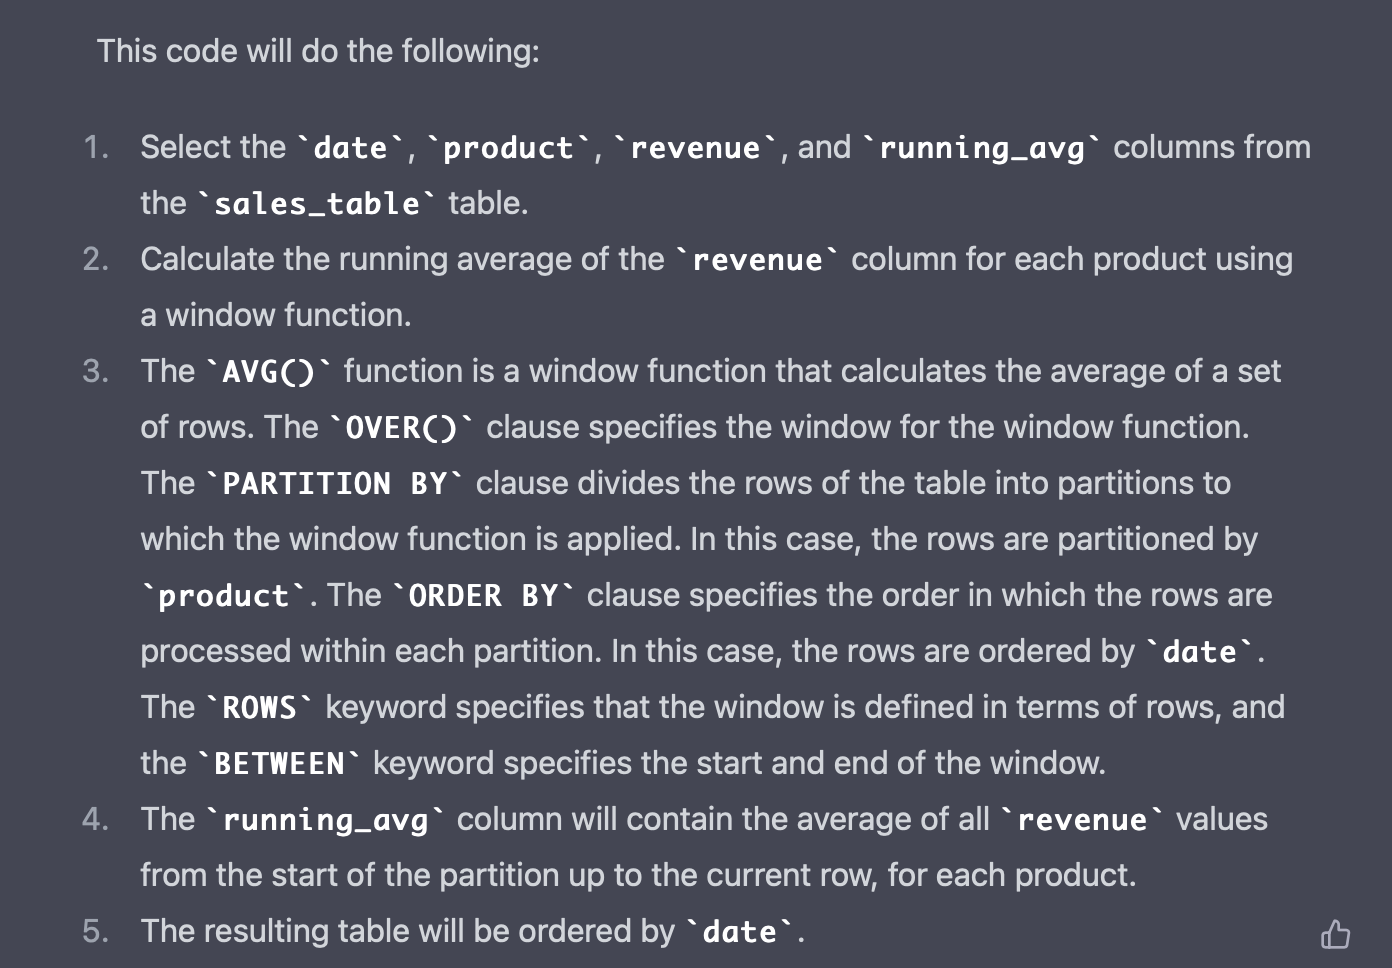 This code will do the following:
1. Select the `date`, `product`, `revenue`, and `running_avg` columns from
the `sales_table` table.
2. Calculate the running average of the `revenue` column for each product using
a window function.
3. The `AVG()` function is a window function that calculates the average of a set
of rows. The `OVER()` clause specifies the window for the window function.
The `PARTITION BY` clause divides the rows of the table into partitions to
which the window function is applied. In this case, the rows are partitioned by
`product`. The `ORDER BY` clause specifies the order in which the rows are
processed within each partition. In this case, the rows are ordered by `date`.
The `ROWS` keyword specifies that the window is defined in terms of rows, and
the `BETWEEN` keyword specifies the start and end of the window.
4. The `running_avg` column will contain the average of all `revenue` values
from the start of the partition up to the current row, for each product.
5. The resulting table will be ordered by `date`.